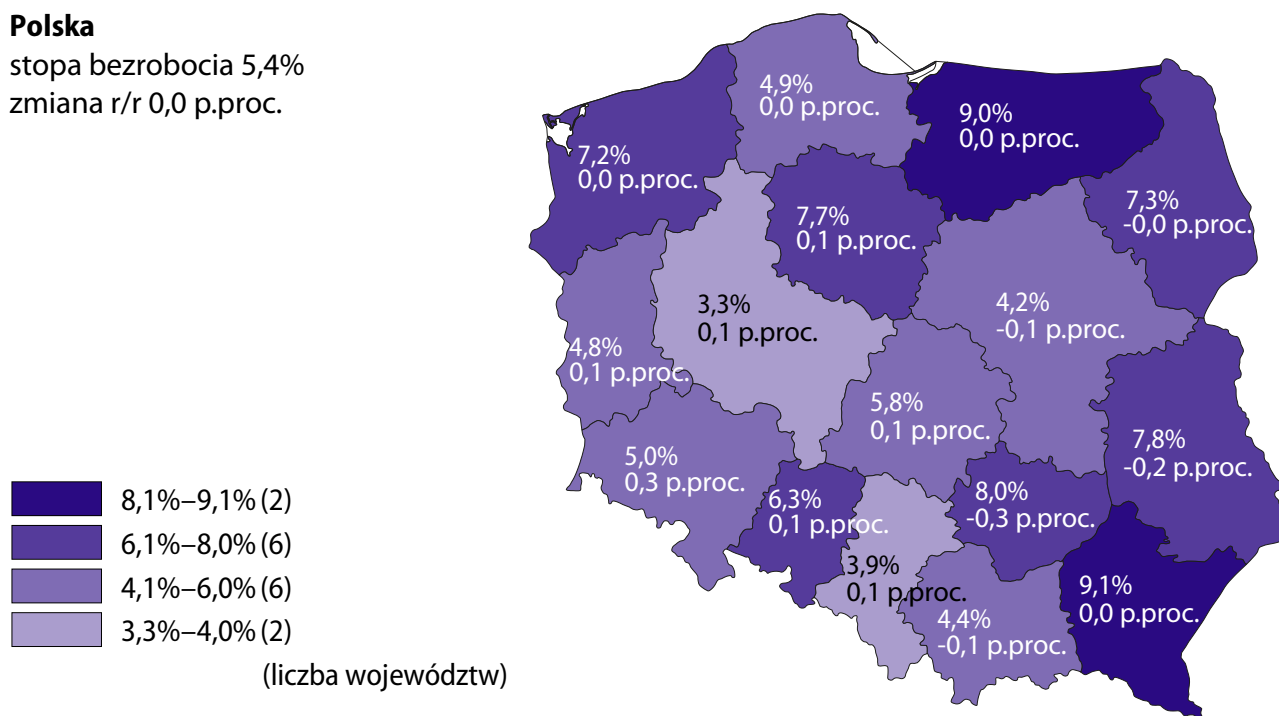 Polska
stopa bezrobocia 5,4%
zmiana r/r 0,0 p.proc.
4,9%
0,0 p.proc.
9,0%
0,0 p.proc.
7,2%
0,0 p.proc.
7,3%
-0,0 p.proc.
7,7%
0,1 p.proc.
3,3%
0,1 p.proc.
4,2%
-0,1 p.proc.
4,8%
0,1 p.proc.
5,8%
0,1 p.proc.
7,8%
-0,2 p.proc.
5,0%
0,3 p.proc.
6,3%
0,1 p.proc.
8,0%
-0,3 p.proc.
3,9%
0,1 p.proc.
9,1%
0,0 p.proc.
4,4%
-0,1 p.proc.
8,1%–9,1% (2)
6,1%–8,0% (6)
4,1%–6,0% (6)
3,3%–4,0% (2)
(liczba województw)